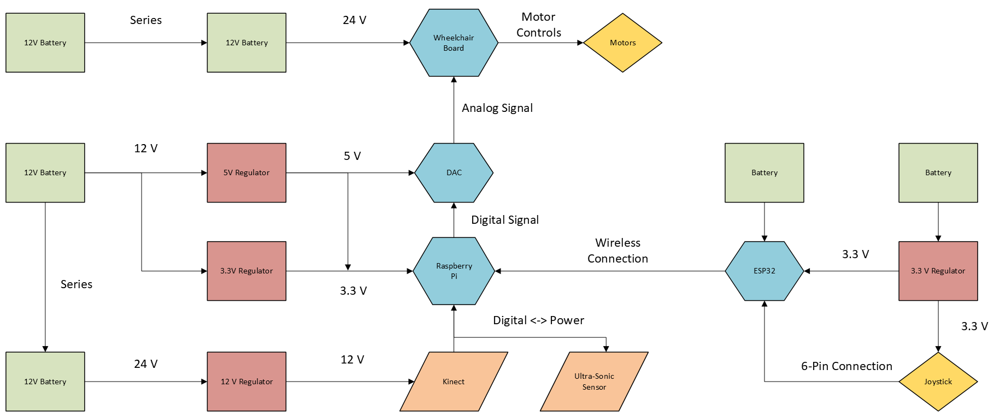 Series
24 V
Motor
Controls
12V Battery
12V Battery
Wheelchair
Board
Motors
Analog Signal
12 V
5 V
12V Battery
5V Regulator
DAC
Battery
Battery
Digital Signal
Wireless
Connection
3.3 V
3.3V Regulator
Raspberry
Pi
ESP32
3.3 V Regulator
Series
3.3 V
Digital <-> Power
3.3 V
24 V
12 V
6-Pin Connection
12V Battery
12 V Regulator
Kinect
Ultra-Sonic
Sensor
Joystick